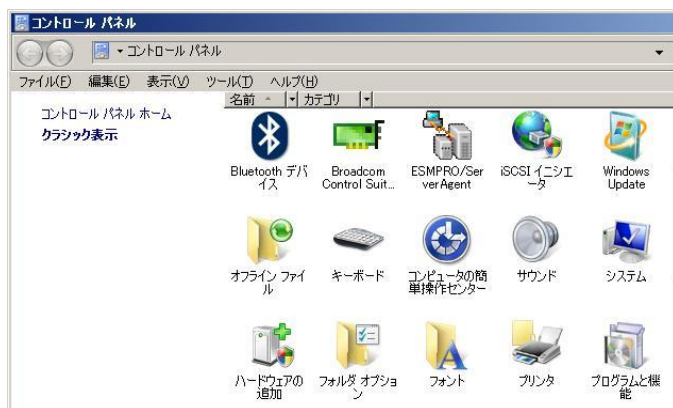 コントロール パネル
コントロール パネル
ファイル(F) 編集(E) 表示(V) ツール(T) ヘルプ(H)
コントロール パネル ホーム
クラシック表示
名前 カテゴリ
Bluetooth デバ
イス
Broadcom
Control Suit...
ESMPRO/Ser
verAgent
iSCSI イニシエ
ータ
Windows
Update
オフライン ファイ
ル
キーボード
コンピュータの簡
単操作センター
サウンド
システム
ハードウェアの
追加
フォルダ オプショ
ン
フォント
プリンタ
プログラムと機
能